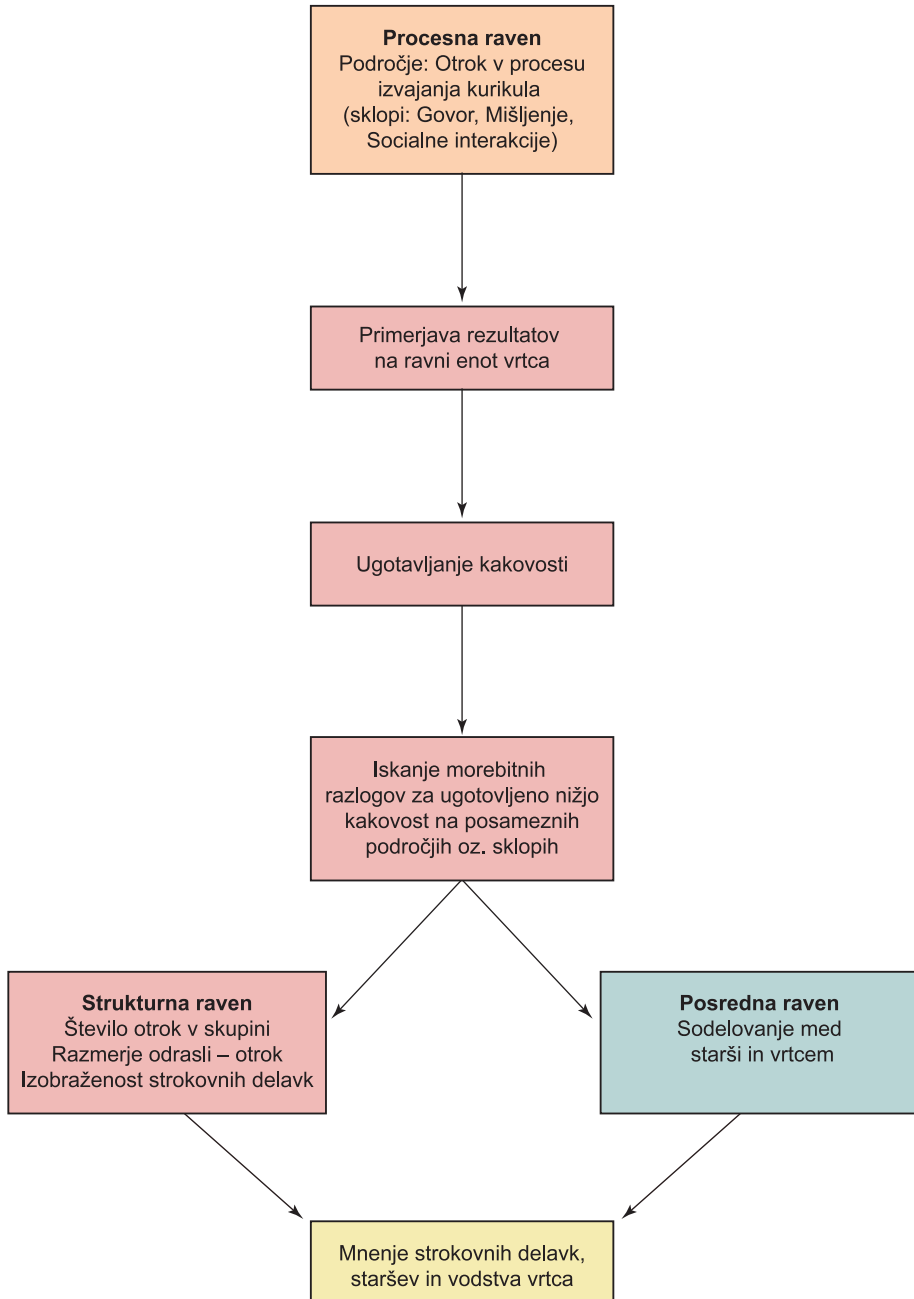 Procesna raven
Področje: Otrok v procesu
izvajanja kurikula
(sklopi: Govor, Mišljenje,
Socialne interakcije)
Primerjava rezultatov
na ravni enot vrtca
Ugotavljanje kakovosti
Iskanje morebitnih
razlogov za ugotovljeno nižjo
kakovost na posameznih
področjih oz. sklopih
Strukturna raven
Število otrok v skupini
Razmerje odrasli – otrok
Izobraženost strokovnih delavk
Posredna raven
Sodelovanje med
starši in vrtcem
Mnenje strokovnih delavk,
staršev in vodstva vrtca